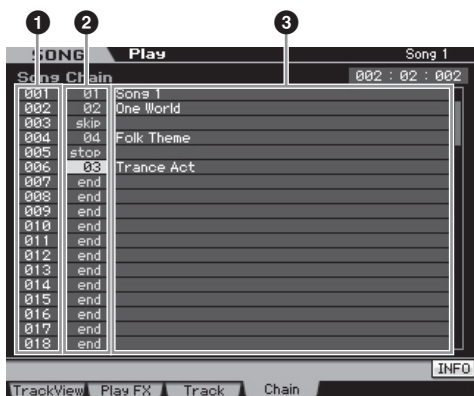 1 2 3
SONG Play Song 1
Song Chain 002 : 02 : 002
001 01 Song 1
002 02 One World
003 skip
004 04 Folk Theme
005 stop
006 03 Trance Act
007 end
008 end
009 end
010 end
011 end
012 end
013 end
014 end
015 end
016 end
017 end
018 end
INFO
TrackView Play FX Track Chain